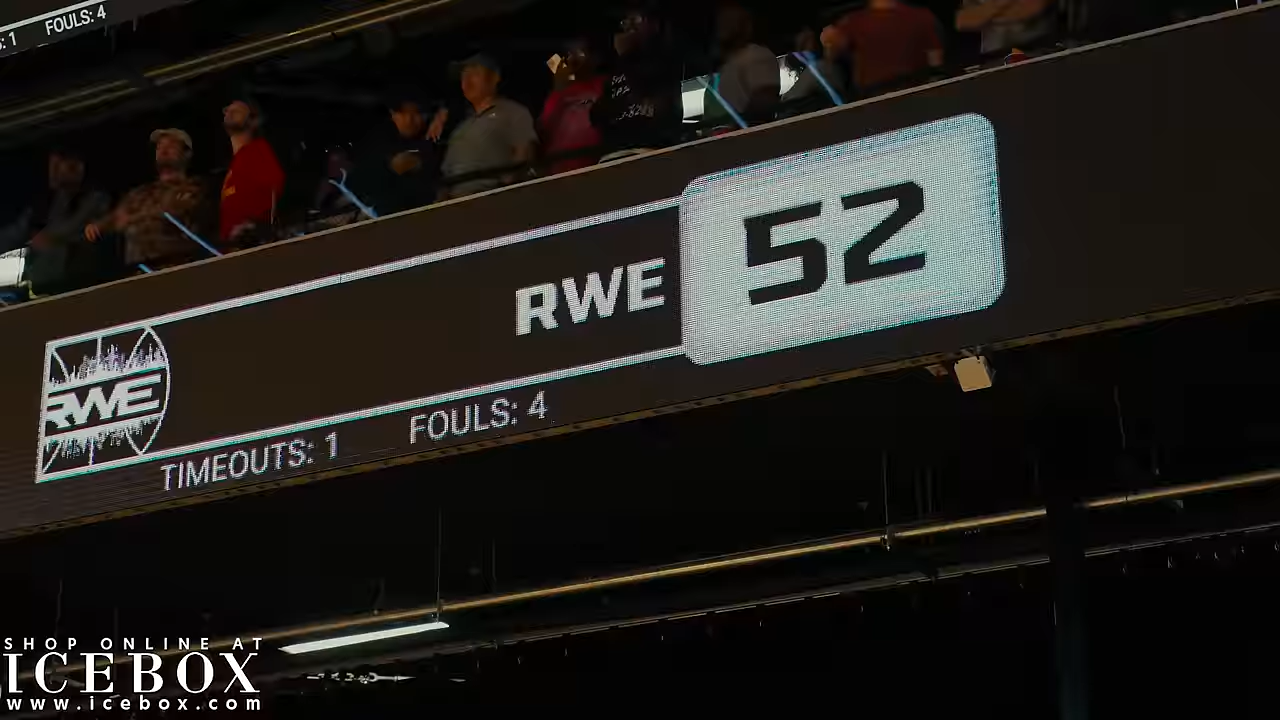 : 1 FOULS: 4
RWE 52
RWE
TIMEOUTS: 1 FOULS: 4
SHOP ONLINE AT
ICEBOX
www.icebox.com